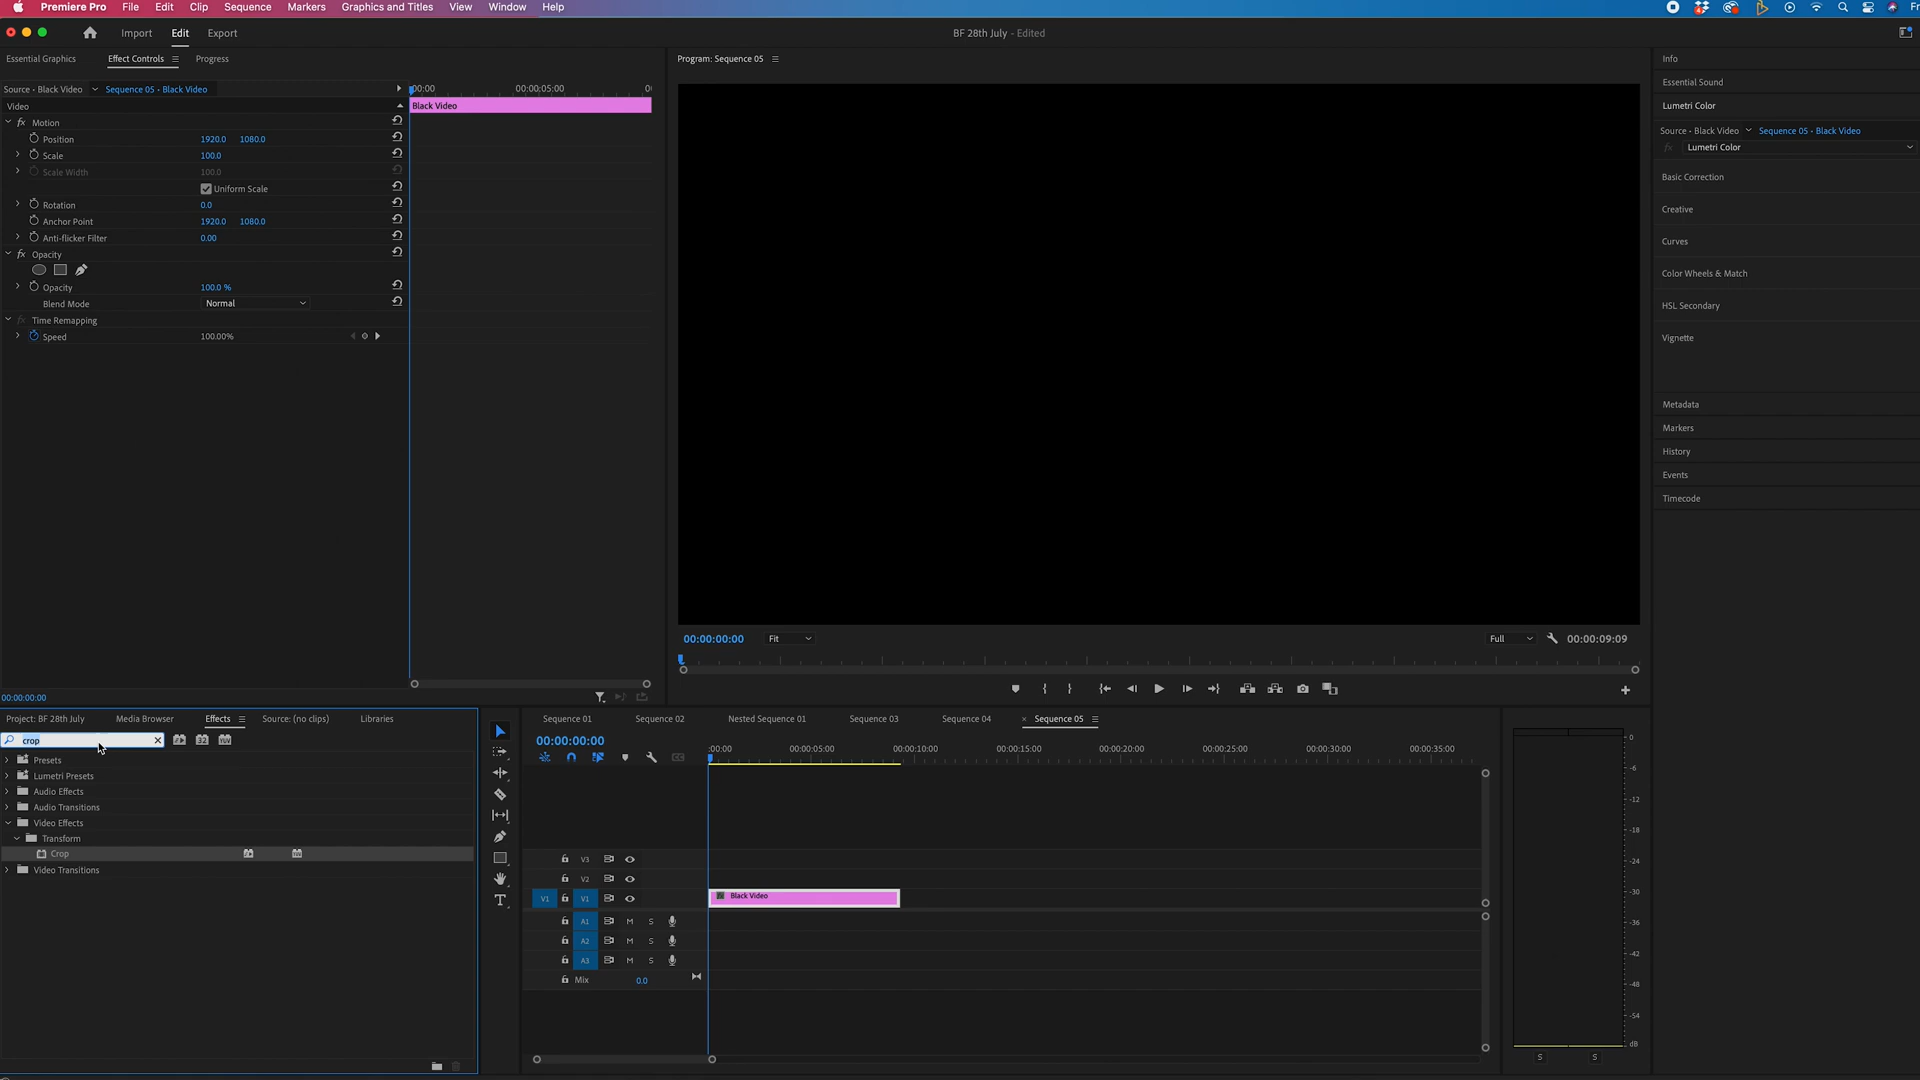 Premiere Pro File Edit Clip Sequence Markers Graphics and Titles View Window Help Fr
Import Edit Export BF 28th July - Edited
Essential Graphics Effect Controls Progress
Source - Black Video Sequence 05 - Black Video
:00:00 00:00:05:00 0
Video
Black Video
Motion
Position 1920.0 1080.0
Scale 100.0
Scale Width 100.0
Uniform Scale
Rotation 0.0
Anchor Point 1920.0 1080.0
Anti-flicker Filter 0.00
Opacity
Opacity 100.0 %
Blend Mode Normal
Time Remapping
Speed 100.00%
00:00:00:00
Program: Sequence 05
00:00:00:00 Fit Full 00:00:09:09
Info
Essential Sound
Lumetri Color
Source - Black Video Sequence 05 - Black Video
fx Lumetri Color
Basic Correction
Creative
Curves
Color Wheels & Match
HSL Secondary
Vignette
Metadata
Markers
History
Events
Timecode
Project: BF 28th July Media Browser Effects Source: (no clips) Libraries
crop
Presets
Lumetri Presets
Audio Effects
Audio Transitions
Video Effects
Transform
Crop
Video Transitions
Sequence 01 Sequence 02 Nested Sequence 01 Sequence 03 Sequence 04 × Sequence 05
00:00:00:00
:00:00 00:00:05:00 00:00:10:00 00:00:15:00 00:00:20:00 00:00:25:00 00:00:30:00 00:00:35:00
V3
V2
V1 V1 Black Video
A1 M S
A2 M S
A3 M S
Mix 0.0
0
-6
-12
-18
-24
-30
-36
-42
-48
-54
dB
S S